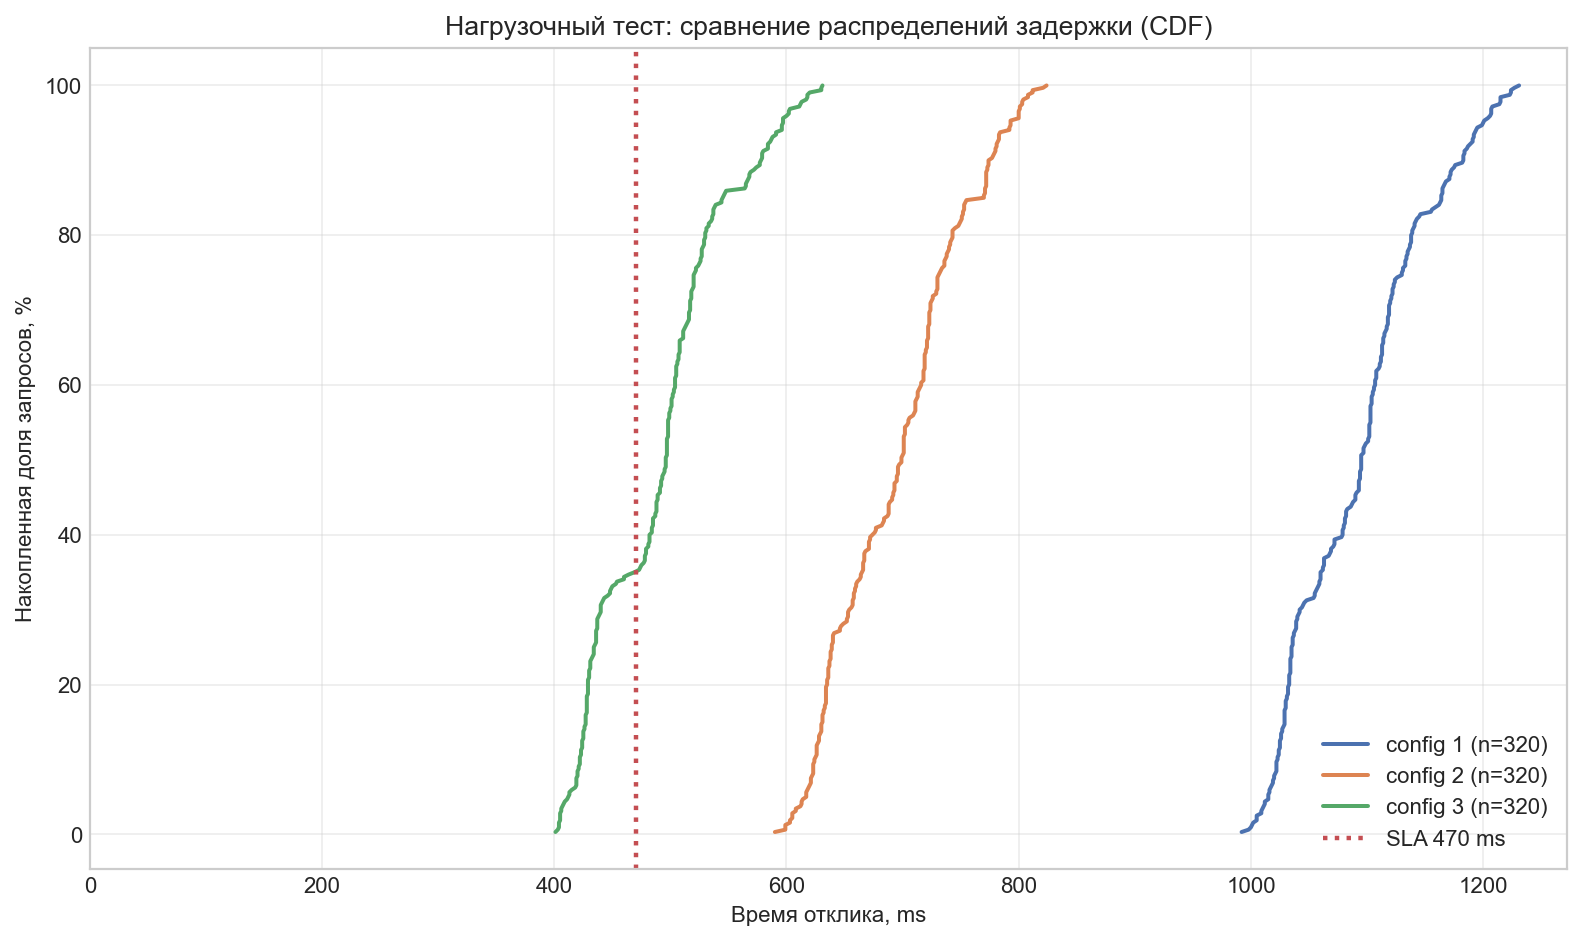 Нагрузочный тест: сравнение распределений задержки (CDF)
Накопленная доля запросов, %
100
80
60
40
20
0
0 200 400 600 800 1000 1200
Время отклика, ms
config 1 (n=320)
config 2 (n=320)
config 3 (n=320)
SLA 470 ms